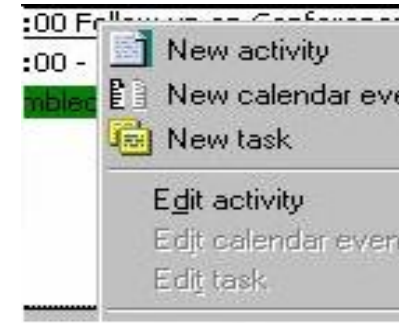 :00 Follow up on Conference
:00 -
mbled
New activity
New calendar eve
New task
Edit activity
Edit calendar even
Edit task